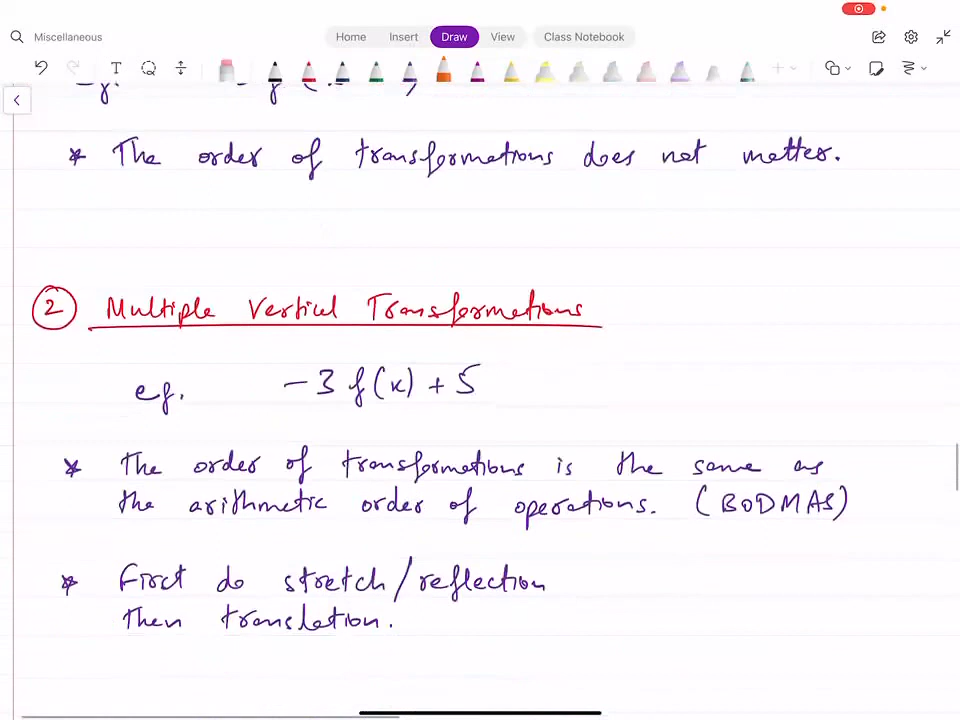 Miscellaneous
Home Insert Draw View Class Notebook
* The order of transformations does not matter.
2 Multiple Vertical Transformations
eg. -3 f(x) + 5
* The order of transformations is the same as
the arithmetic order of operations. (BODMAS)
* First do stretch/reflection
then translation.